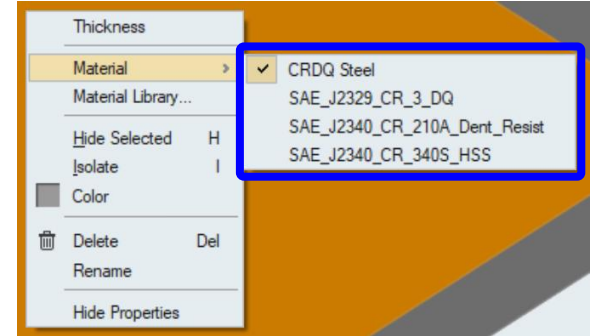 Thickness
Material
Material Library...
Hide Selected H
Isolate I
Color
Delete Del
Rename
Hide Properties
CRDQ Steel
SAE_J2329_CR_3_DQ
SAE_J2340_CR_210A_Dent_Resist
SAE_J2340_CR_340S_HSS